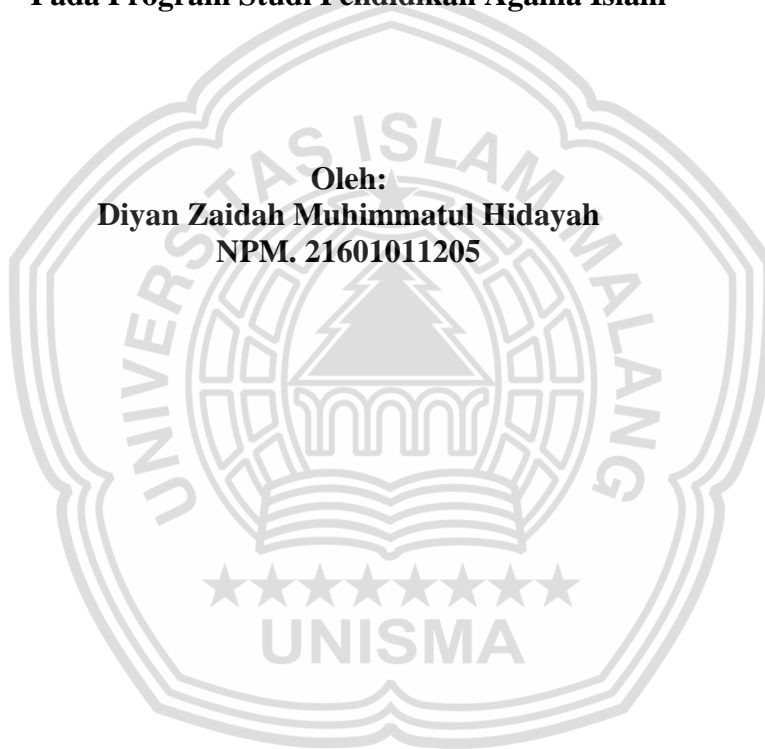 Pada Program Studi Pendidikan Agama Islam
Oleh:
Diyan Zaidah Muhimmatul Hidayah
NPM. 21601011205
UNIVERSITAS ISLAM MALANG
UNISMA